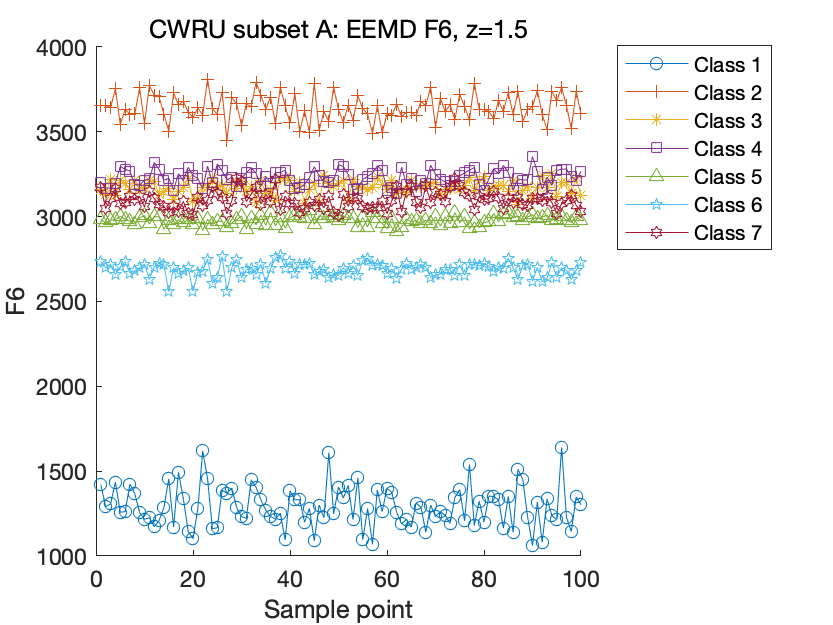 CWRU subset A: EEMD F6, z=1.5
4000
3500
3000
2500
2000
1500
1000
F6
0 20 40 60 80 100
Sample point
Class 1
Class 2
Class 3
Class 4
Class 5
Class 6
Class 7